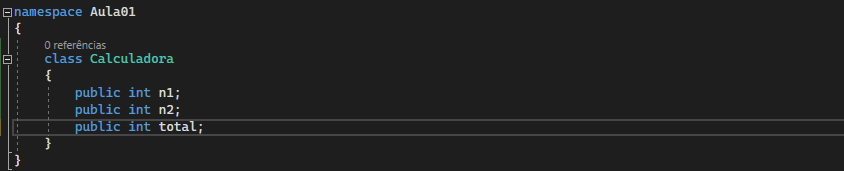 namespace Aula01
{
0 referências
class Calculadora
{
public int n1;
public int n2;
public int total;
}
}